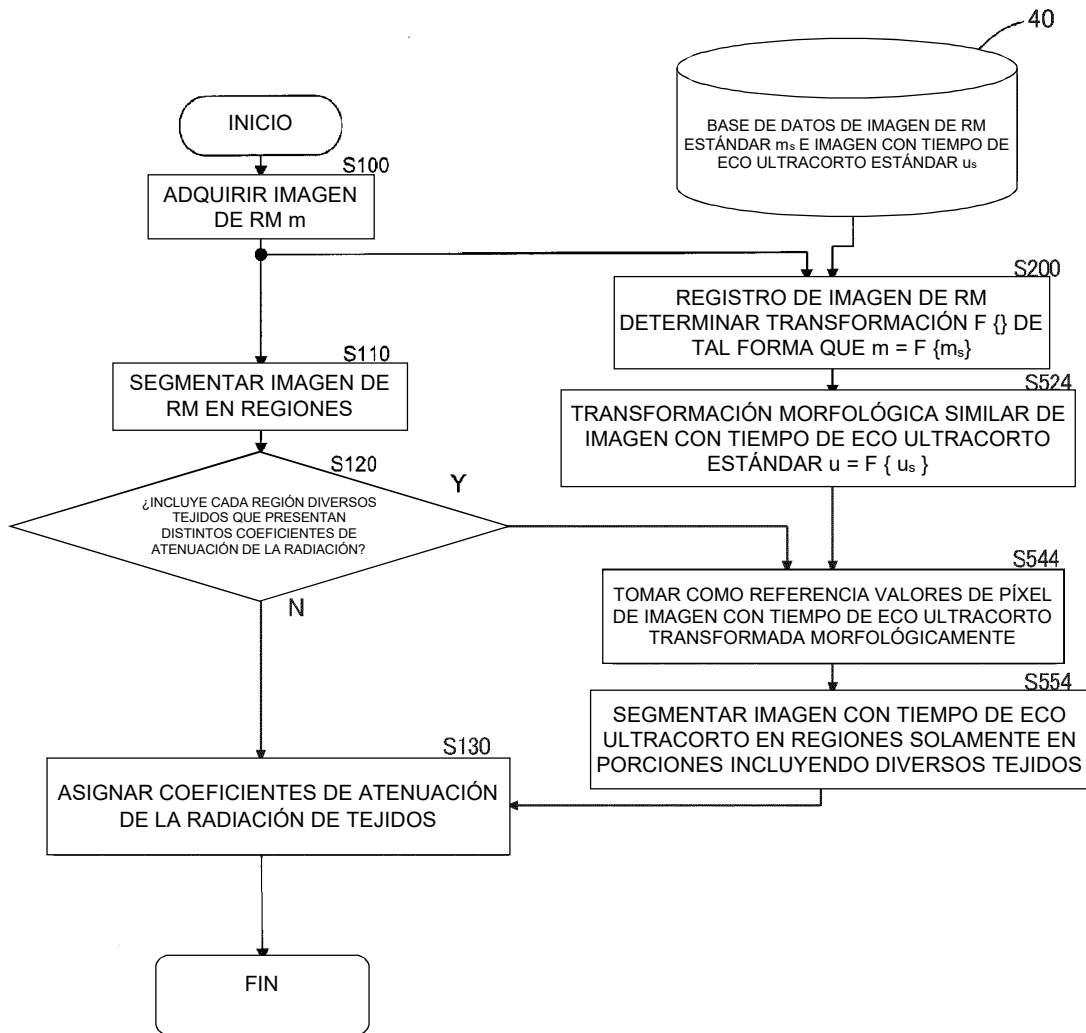 40
INICIO
BASE DE DATOS DE IMAGEN DE RM
ESTÁNDAR mₛ E IMAGEN CON TIEMPO DE
ECO ULTRACORTO ESTÁNDAR uₛ
S100
ADQUIRIR IMAGEN
DE RM m
S200
REGISTRO DE IMAGEN DE RM
DETERMINAR TRANSFORMACIÓN F {} DE
TAL FORMA QUE m = F {mₛ}
S110
SEGMENTAR IMAGEN DE
RM EN REGIONES
S524
TRANSFORMACIÓN MORFOLÓGICA SIMILAR DE
IMAGEN CON TIEMPO DE ECO ULTRACORTO
ESTÁNDAR u = F { uₛ }
S120
¿INCLUYE CADA REGIÓN DIVERSOS
TEJIDOS QUE PRESENTAN
DISTINTOS COEFICIENTES DE
ATENUACIÓN DE LA RADIACIÓN?
Y
N
S544
TOMAR COMO REFERENCIA VALORES DE PÍXEL
DE IMAGEN CON TIEMPO DE ECO ULTRACORTO
TRANSFORMADA MORFOLÓGICAMENTE
S554
SEGMENTAR IMAGEN CON TIEMPO DE ECO
ULTRACORTO EN REGIONES SOLAMENTE EN
PORCIONES INCLUYENDO DIVERSOS TEJIDOS
S130
ASIGNAR COEFICIENTES DE ATENUACIÓN
DE LA RADIACIÓN DE TEJIDOS
FIN